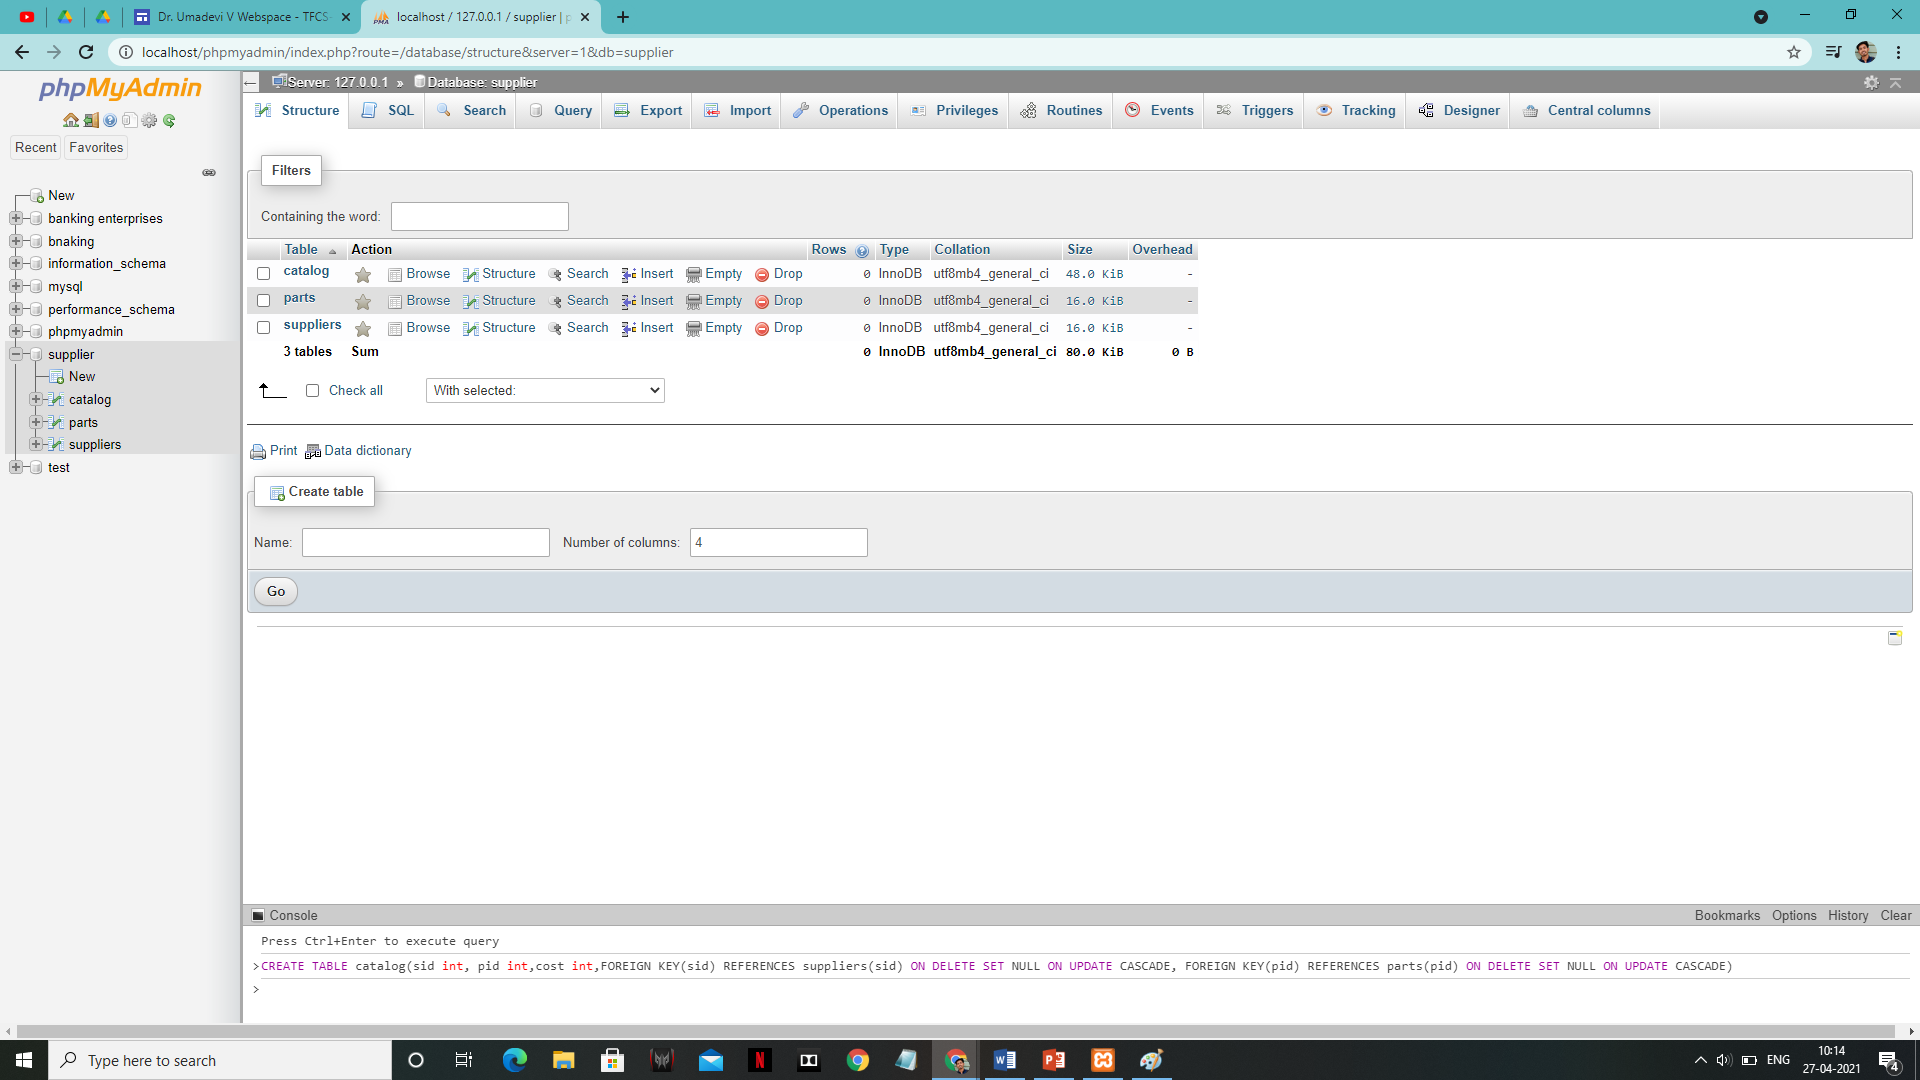 Dr. Umadevi V Webspace - TFCS
localhost / 127.0.0.1 / supplier | p
localhost/phpmyadmin/index.php?route=/database/structure&server=1&db=supplier
phpMyAdmin
Recent Favorites
New
banking enterprises
bnaking
information_schema
mysql
performance_schema
phpmyadmin
supplier
New
catalog
parts
suppliers
test
Server: 127.0.0.1 » Database: supplier
Structure SQL Search Query Export Import Operations Privileges Routines Events Triggers Tracking Designer Central columns
Filters
Containing the word:
Table Action Rows Type Collation Size Overhead
catalog Browse Structure Search Insert Empty Drop 0 InnoDB utf8mb4_general_ci 48.0 KiB -
parts Browse Structure Search Insert Empty Drop 0 InnoDB utf8mb4_general_ci 16.0 KiB -
suppliers Browse Structure Search Insert Empty Drop 0 InnoDB utf8mb4_general_ci 16.0 KiB -
3 tables Sum 0 InnoDB utf8mb4_general_ci 80.0 KiB 0 B
Check all With selected:
Print Data dictionary
Create table
Name: Number of columns: 4
Go
Console Bookmarks Options History Clear
Press Ctrl+Enter to execute query
>CREATE TABLE catalog(sid int, pid int,cost int,FOREIGN KEY(sid) REFERENCES suppliers(sid) ON DELETE SET NULL ON UPDATE CASCADE, FOREIGN KEY(pid) REFERENCES parts(pid) ON DELETE SET NULL ON UPDATE CASCADE)
>
Type here to search
ENG
10:14
27-04-2021
4